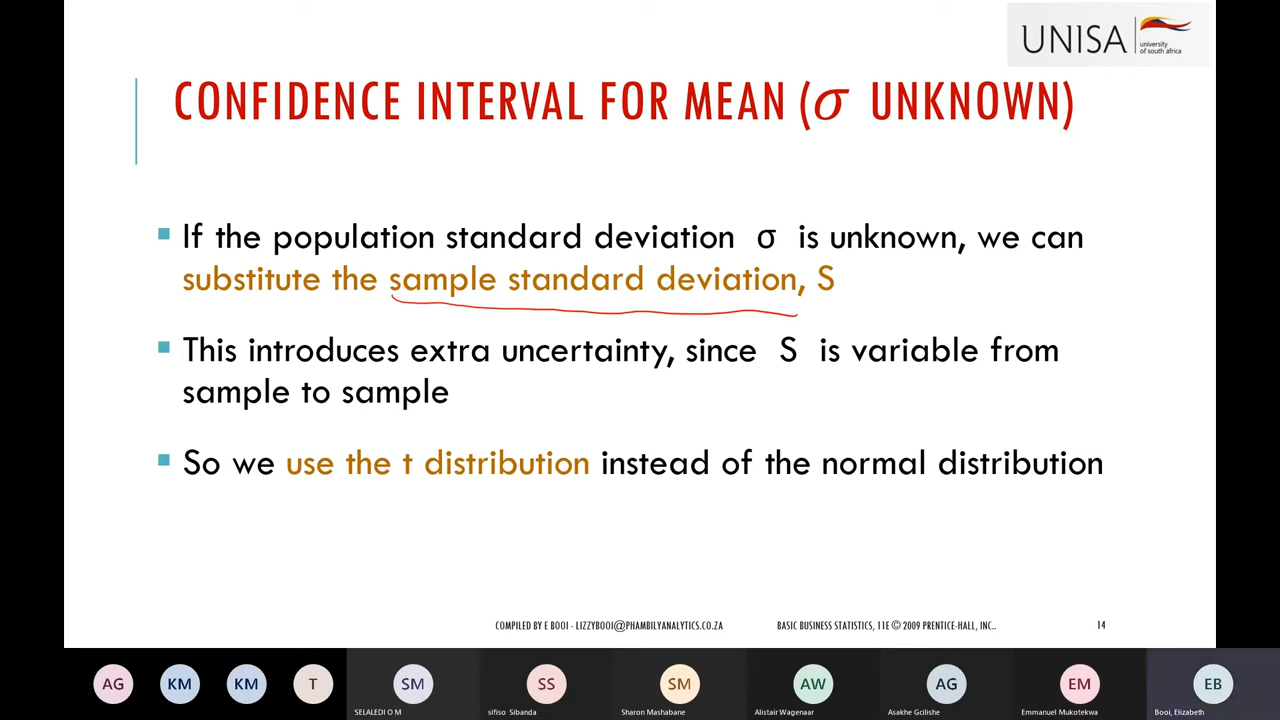 UNISA
university
of south africa
CONFIDENCE INTERVAL FOR MEAN (σ UNKNOWN)
If the population standard deviation σ is unknown, we can
substitute the sample standard deviation, S
This introduces extra uncertainty, since S is variable from
sample to sample
So we use the t distribution instead of the normal distribution
COMPILED BY E BOOI - LIZZYBOOI@PHAMBILYANALYTICS.CO.ZA
BASIC BUSINESS STATISTICS, 11E © 2009 PRENTICE-HALL, INC..
14
AG
KM
KM
T
SM
SS
SM
AW
AG
EM
EB
SELALEDI O M
sifiso Sibanda
Sharon Mashabane
Alistair Wagenaar
Asakhe Gcilishe
Emmanuel Mukotekwa
Booi, Elizabeth